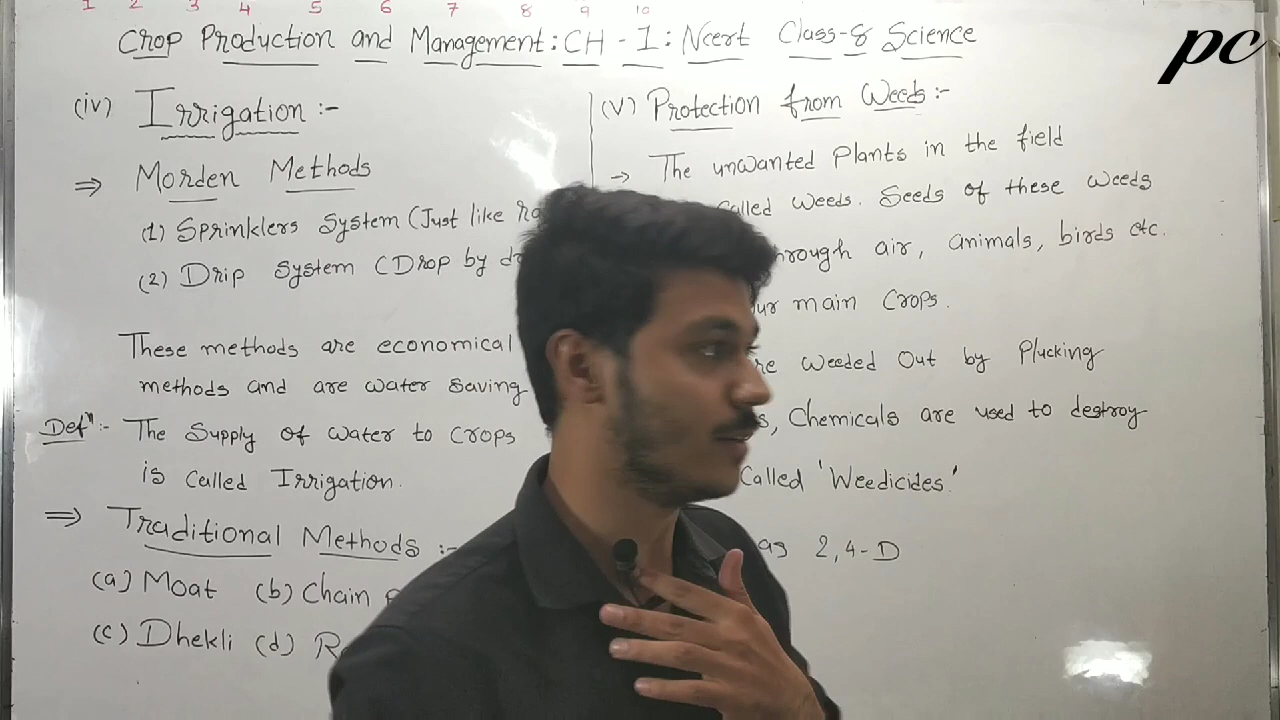 1 2 3 4 5 6 7 8 9 10
Crop Production and Management: CH - 1: Ncert Class-8 Science
pc
(iv) Irrigation :-
⇒ Morden Methods
(1) Sprinklers System (Just like
(2) Drip System (Drop by
These methods are economical
methods and are water saving
Defⁿ:- The Supply of water to crops
is called Irrigation.
⇒ Traditional Methods :-
(a) Moat (b) Chain
(c) Dhekli (d)
(V) Protection from Weeds :-
→ The unwanted Plants in the field
Called weeds. Seeds of these weeds
air, animals, birds etc.
main Crops.
Weeded Out by Plucking
Chemicals are used to destroy
Called 'Weedicides.'
as 2,4-D